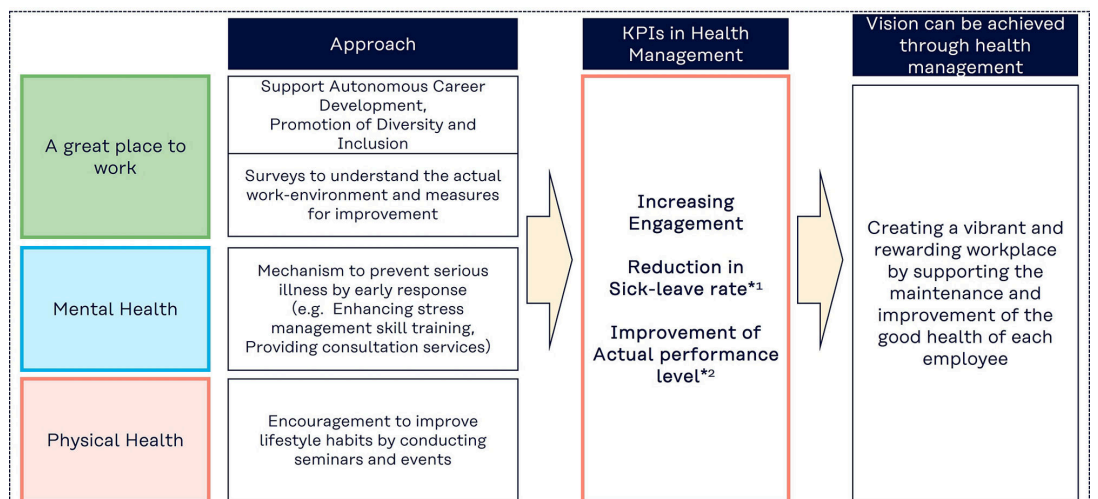 Approach
KPIs in Health
Management
Vision can be achieved
through health
management
A great place to
work
Support Autonomous Career
Development,
Promotion of Diversity and
Inclusion
Surveys to understand the actual
work-environment and measures
for improvement
Mental Health
Mechanism to prevent serious
illness by early response
(e.g. Enhancing stress
management skill training,
Providing consultation services)
Physical Health
Encouragement to improve
lifestyle habits by conducting
seminars and events
Increasing
Engagement
Reduction in
Sick-leave rate*1
Improvement of
Actual performance
level*2
Creating a vibrant and
rewarding workplace
by supporting the
maintenance and
improvement of the
good health of each
employee